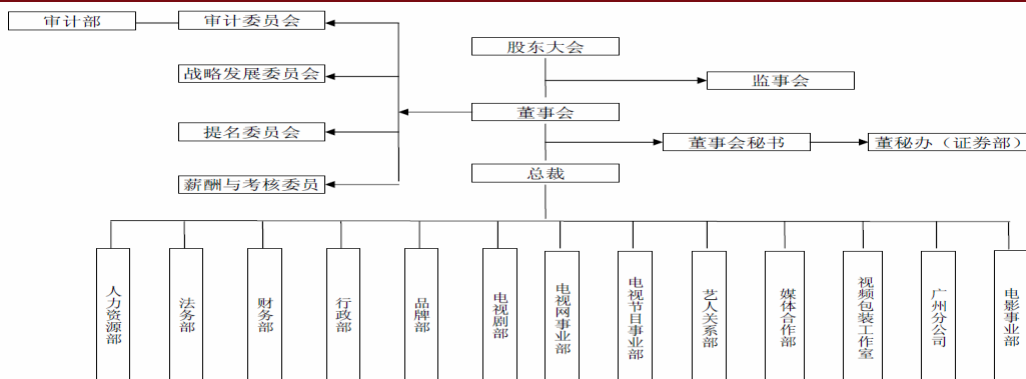 审计部
审计委员会
股东大会
战略发展委员会
监事会
董事会
提名委员会
董事会秘书
董秘办（证券部）
总裁
薪酬与考核委员
人力资源部
法务部
财务部
行政部
品牌部
电视剧部
电视网事业部
电视节目事业部
艺人关系部
媒体合作部
视频包装工作室
广州分公司
电影事业部